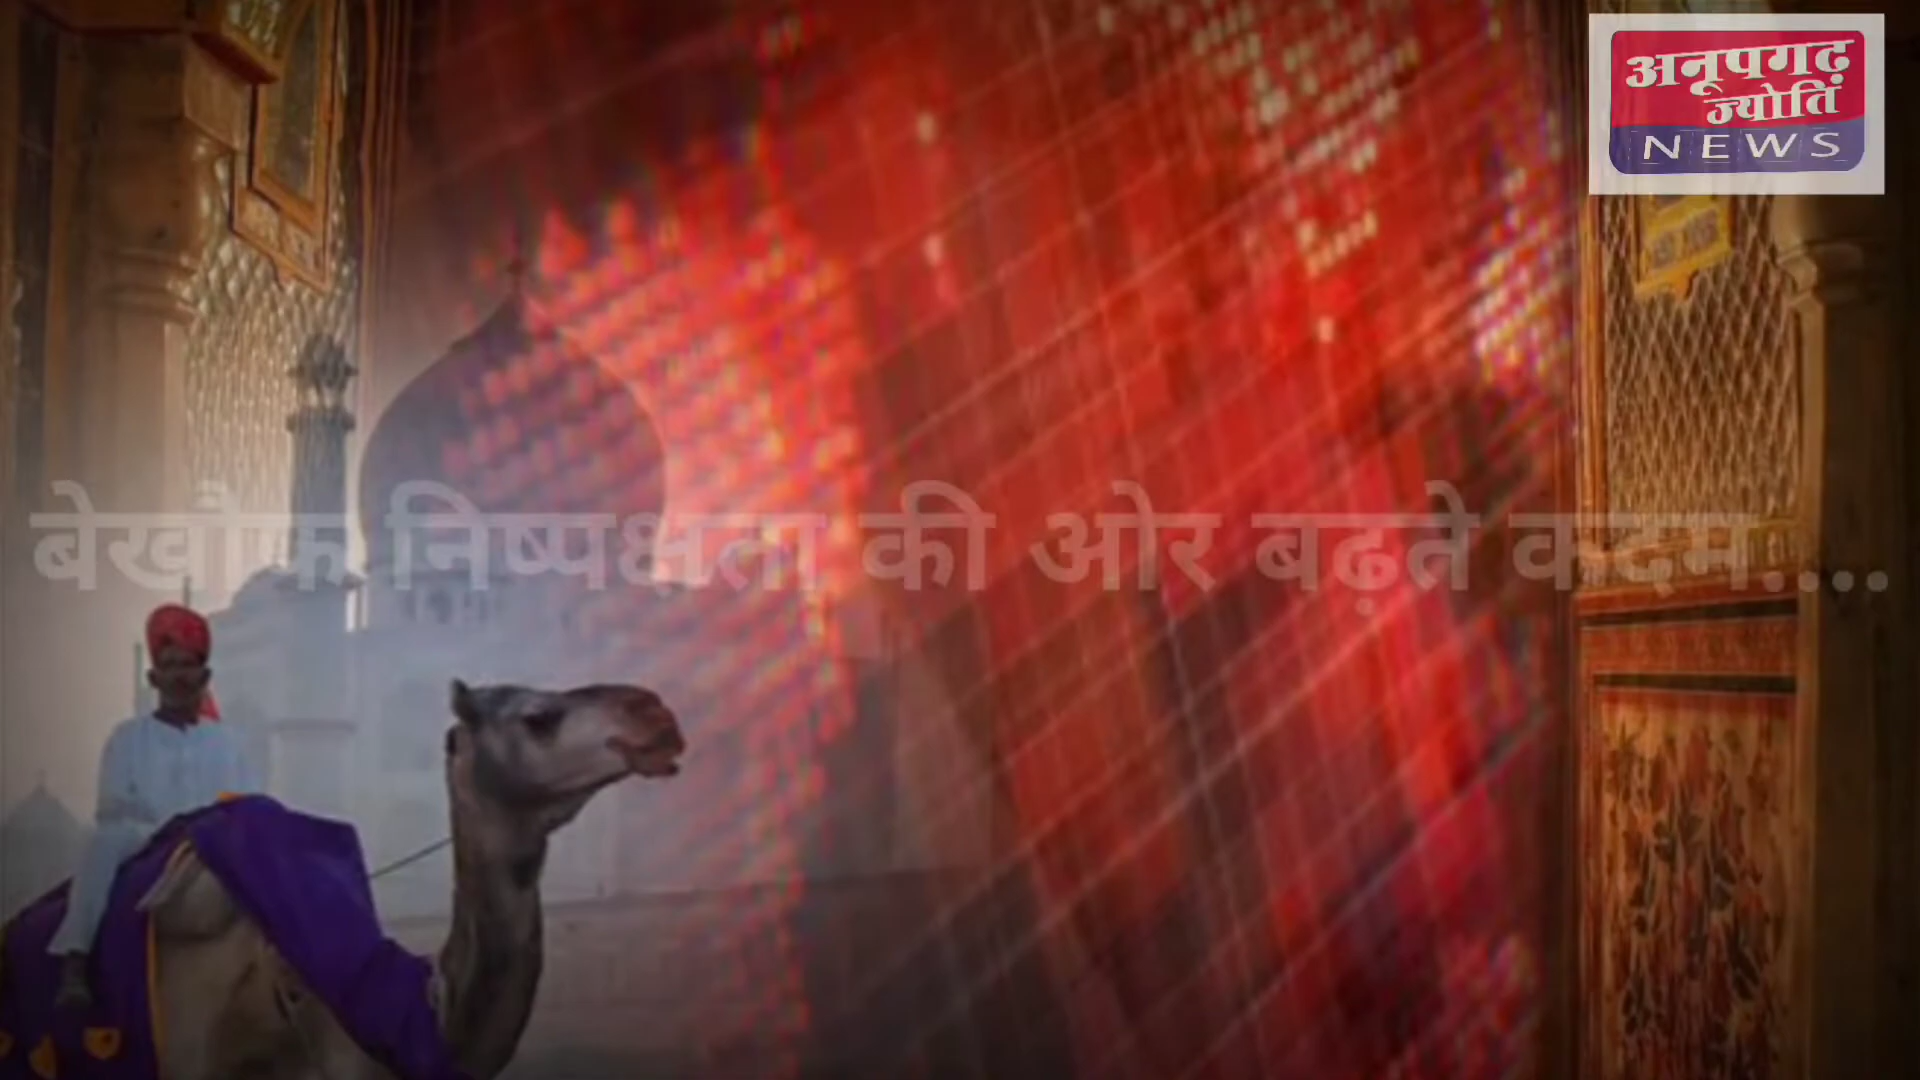 अनूपगढ़
ज्योति
NEWS
बेखौफ निष्पक्षता की ओर बढ़ते कदम....